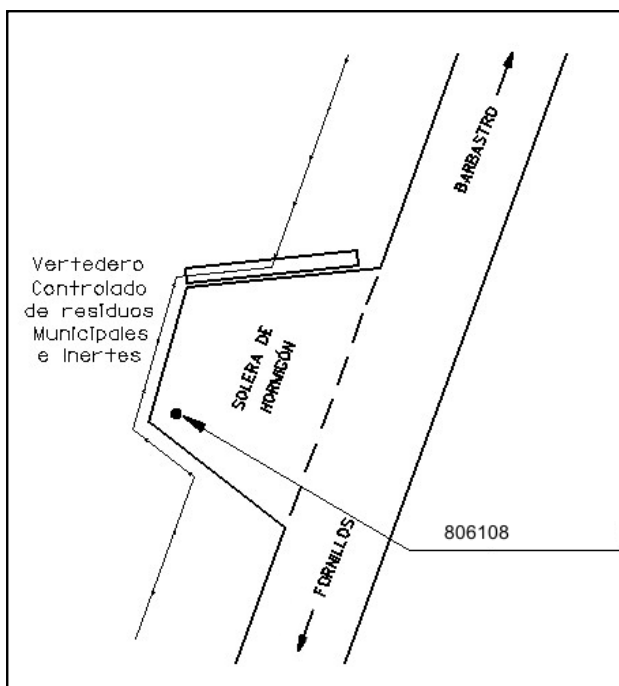 BARBASTRO
Vertedero
Controlado
de residuos
Municipales
e Inertes
SOLERA DE
HORMIGÓN
806108
FORNILLOS